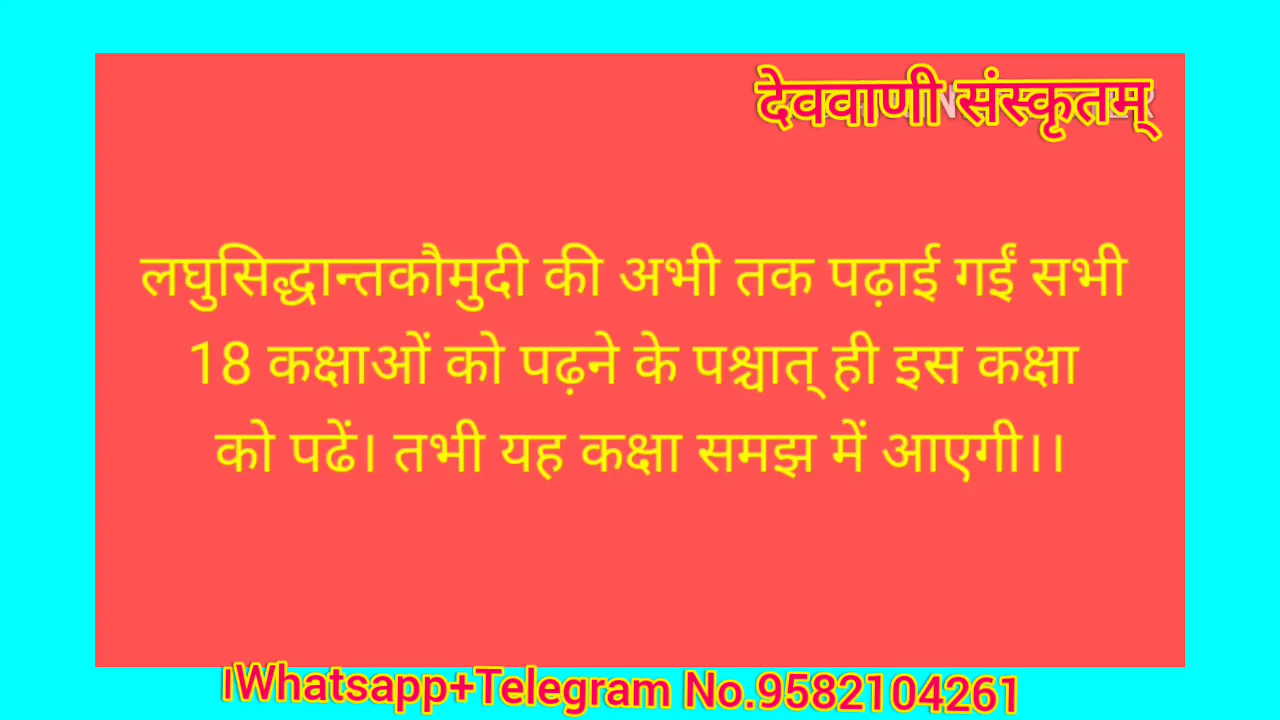 देववाणी संस्कृतम्
लघुसिद्धान्तकौमुदी की अभी तक पढ़ाई गईं सभी
18 कक्षाओं को पढ़ने के पश्चात् ही इस कक्षा
को पढें। तभी यह कक्षा समझ में आएगी।।
।Whatsapp+Telegram No.9582104261